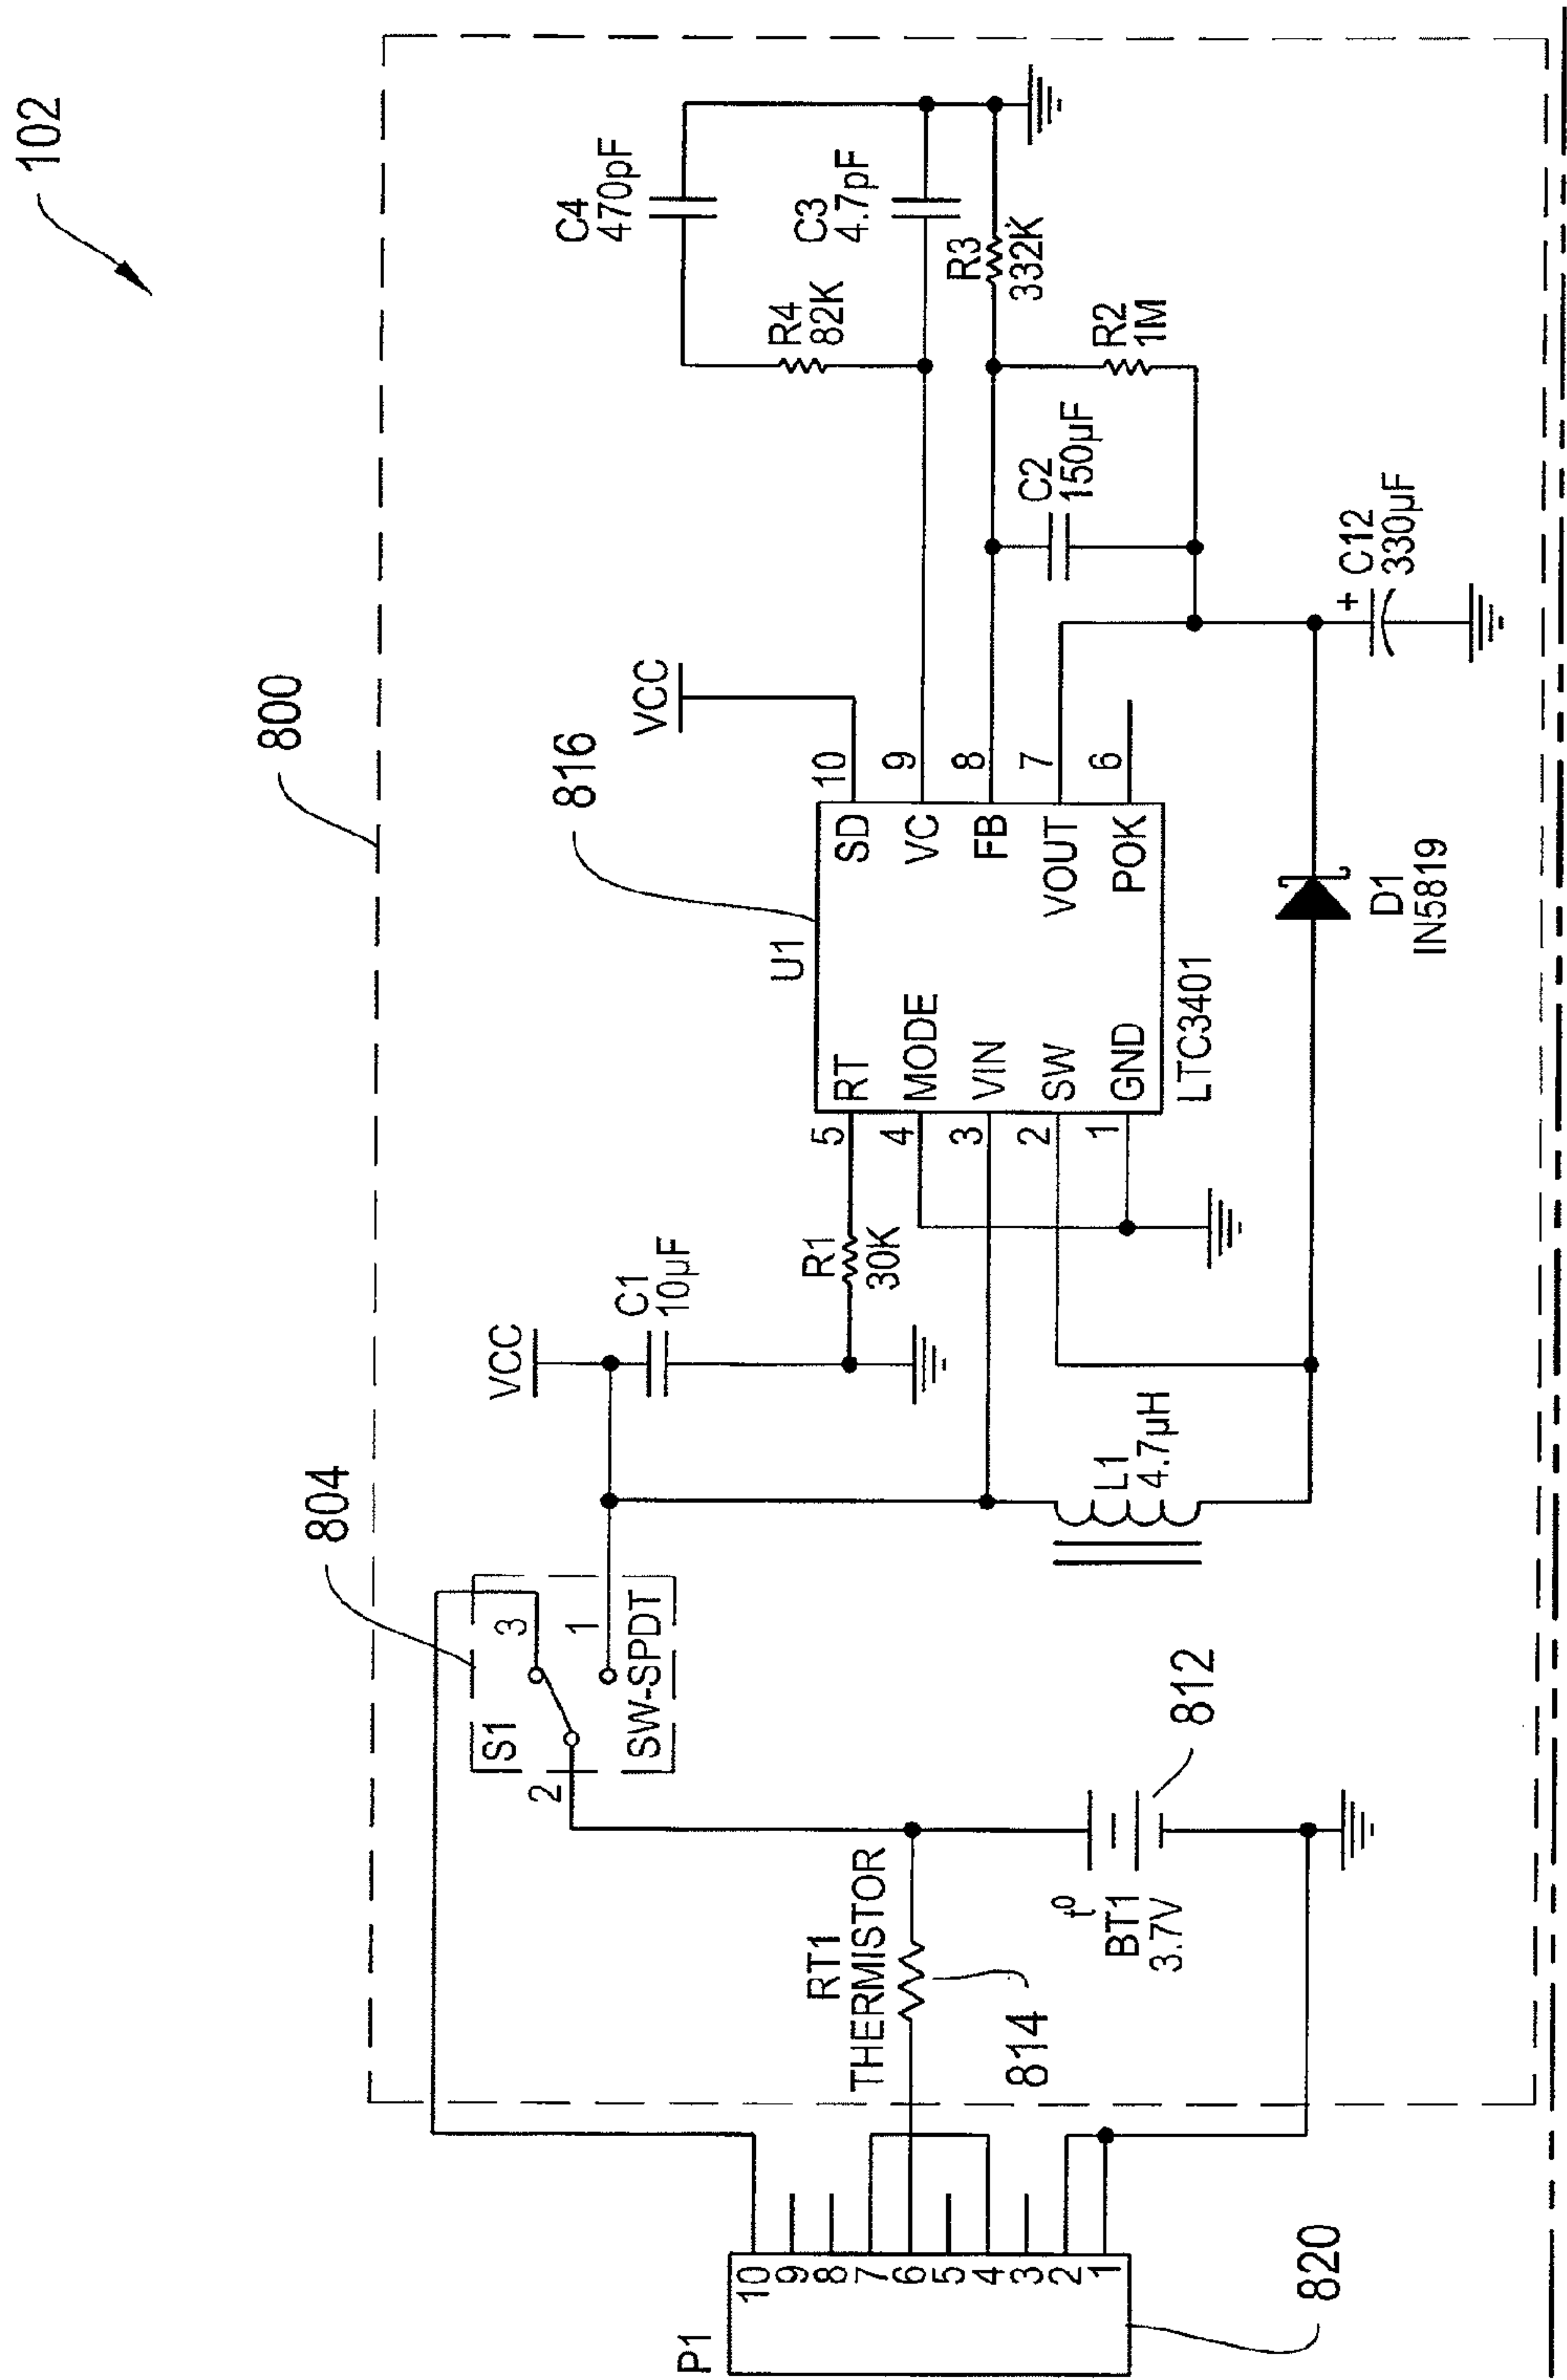 102
800
804
S1
3
2
1
SW-SPDT
VCC
C1
10µF
R1
30K
816
U1
RT
MODE
VIN
SW
GND
SD
VC
FB
VOUT
POK
5
4
3
2
1
10
9
8
7
6
LTC3401
VCC
C4
470pF
R4
82K
C3
4.7pF
R3
332K
R2
1M
C2
150µF
C12
330µF
+
D1
IN5819
L1
4.7µH
RT1
THERMISTOR
814
t⁰
BT1
3.7V
812
P1
10
9
8
7
6
5
4
3
2
1
820